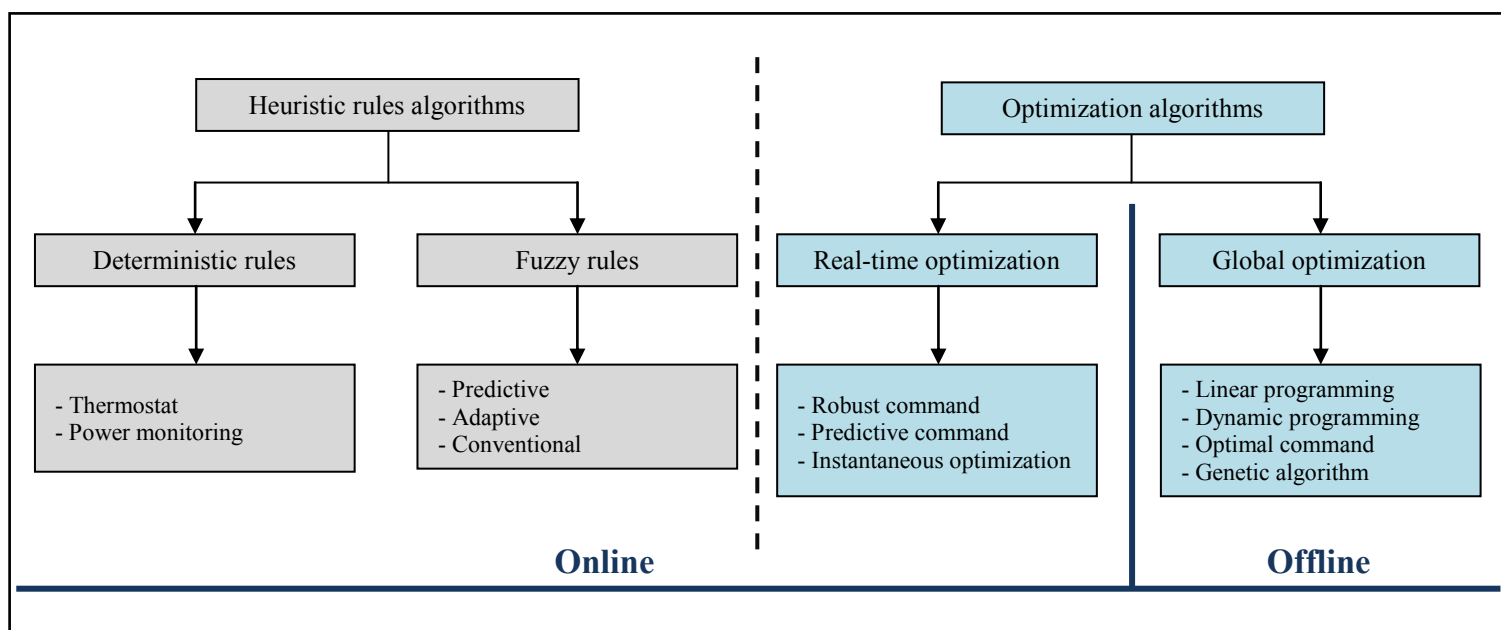 Heuristic rules algorithms
Optimization algorithms
Deterministic rules
Fuzzy rules
Real-time optimization
Global optimization
- Thermostat
- Power monitoring
- Predictive
- Adaptive
- Conventional
- Robust command
- Predictive command
- Instantaneous optimization
- Linear programming
- Dynamic programming
- Optimal command
- Genetic algorithm
Online
Offline